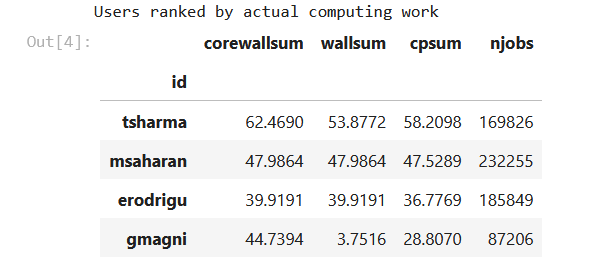 Users ranked by actual computing work
Out[4]:
corewallsum wallsum cpsum njobs
id
tsharma 62.4690 53.8772 58.2098 169826
msaharan 47.9864 47.9864 47.5289 232255
erodrigu 39.9191 39.9191 36.7769 185849
gmagni 44.7394 3.7516 28.8070 87206